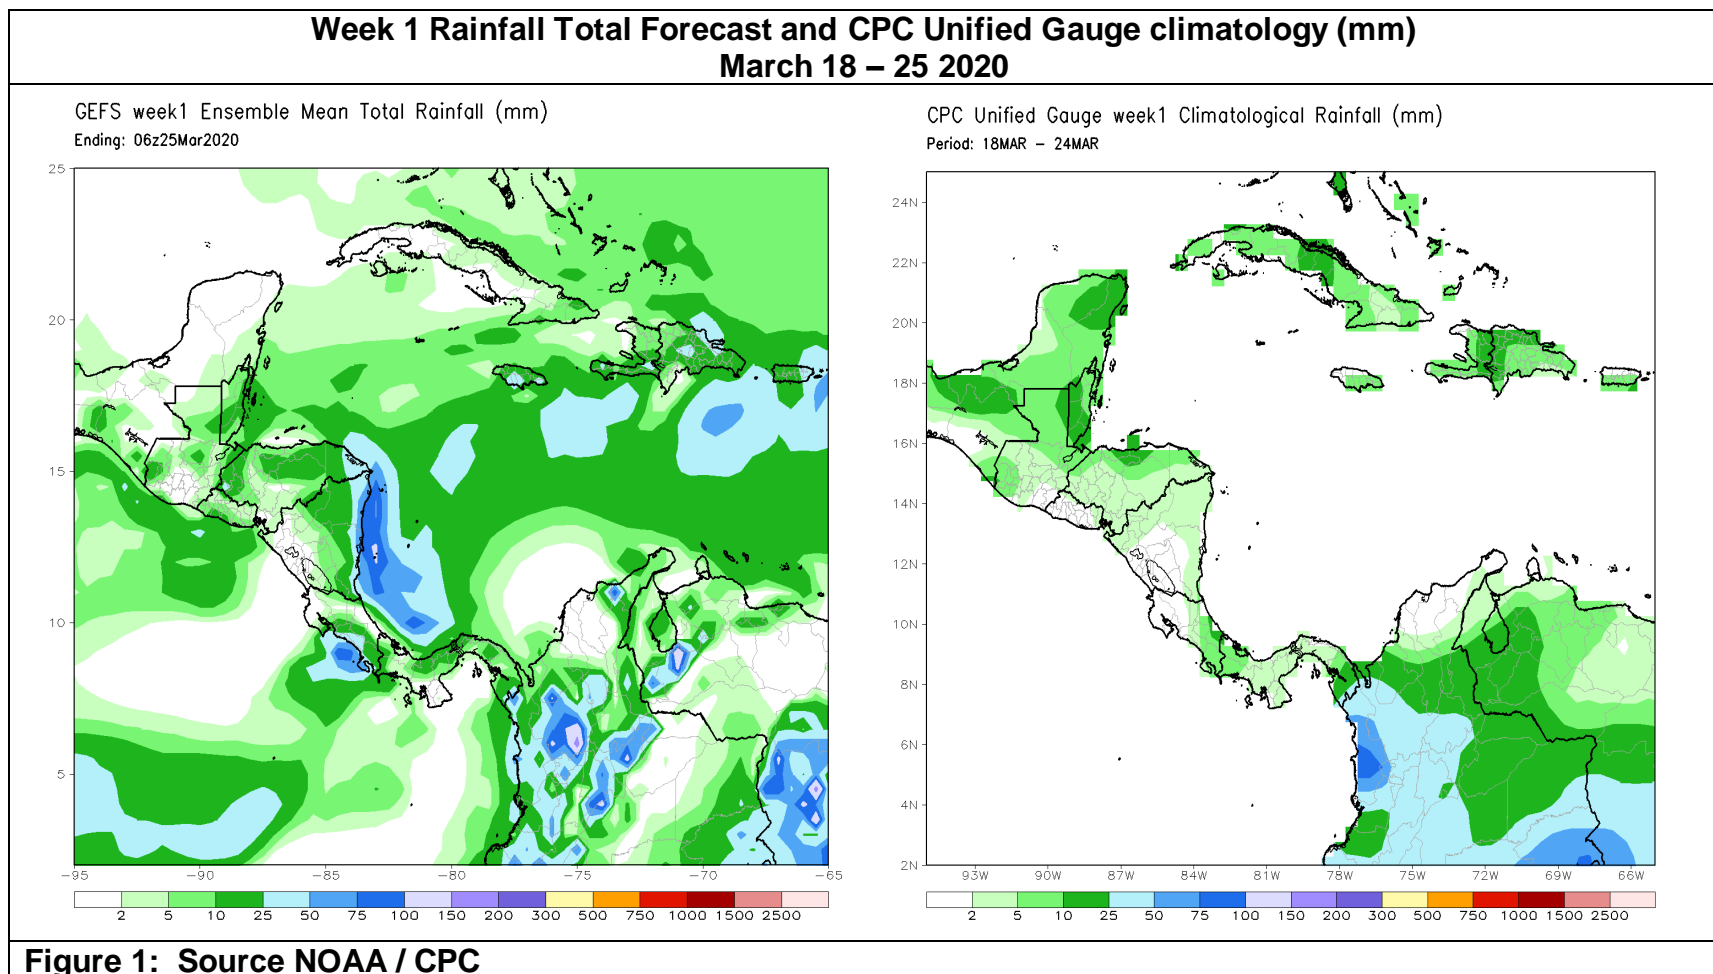 Week 1 Rainfall Total Forecast and CPC Unified Gauge climatology (mm)
March 18 – 25 2020
GEFS week1 Ensemble Mean Total Rainfall (mm)
Ending: 06z25Mar2020
25
20
15
10
5
-95 -90 -85 -80 -75 -70 -65
2 5 10 25 50 75 100 150 200 300 500 750 1000 1500 2500
CPC Unified Gauge week1 Climatological Rainfall (mm)
Period: 18MAR – 24MAR
24N
22N
20N
18N
16N
14N
12N
10N
8N
6N
4N
2N
93W 90W 87W 84W 81W 78W 75W 72W 69W 66W
2 5 10 25 50 75 100 150 200 300 500 750 1000 1500 2500
Figure 1: Source NOAA / CPC